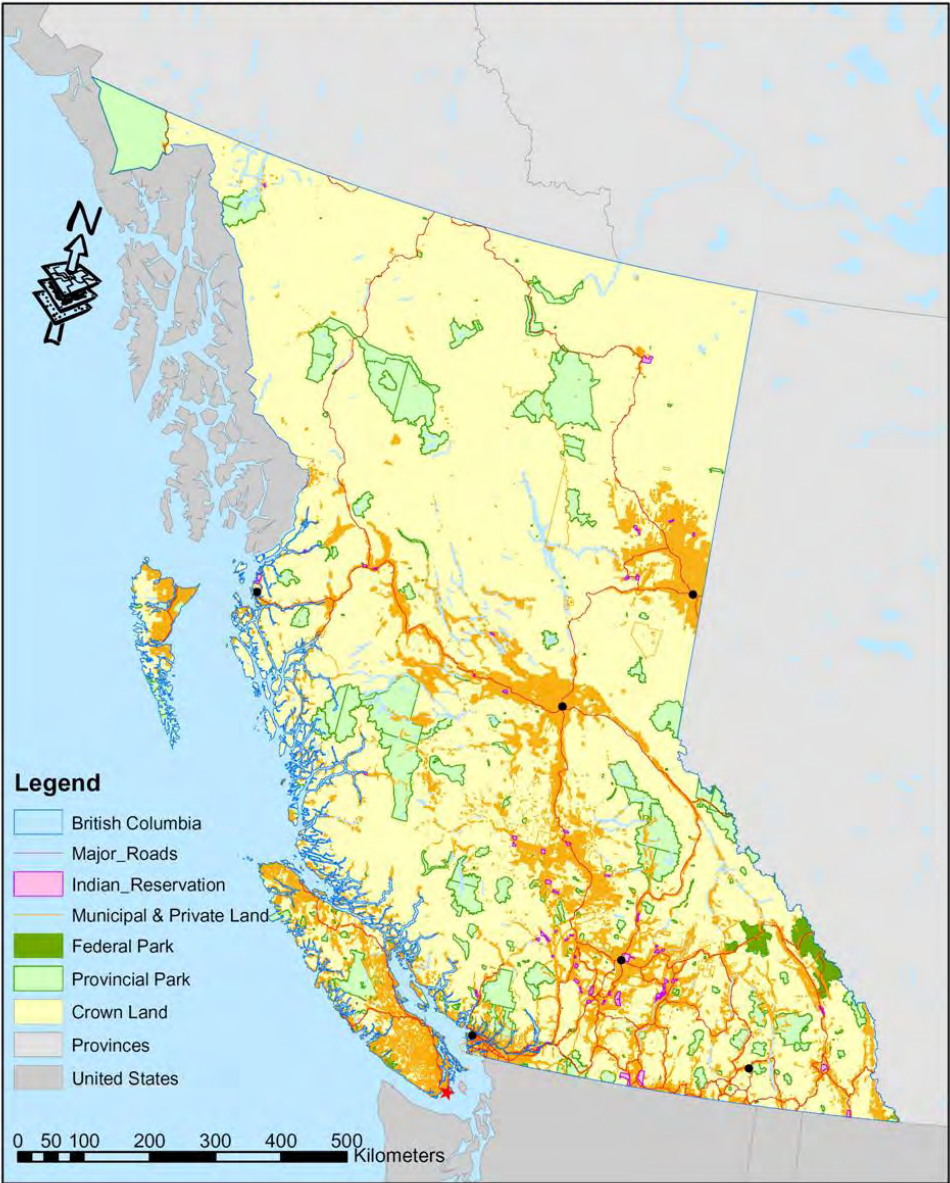 N
Legend
British Columbia
Major_Roads
Indian_Reservation
Municipal & Private Land
Federal Park
Provincial Park
Crown Land
Provinces
United States
0 50 100 200 300 400 500
Kilometers